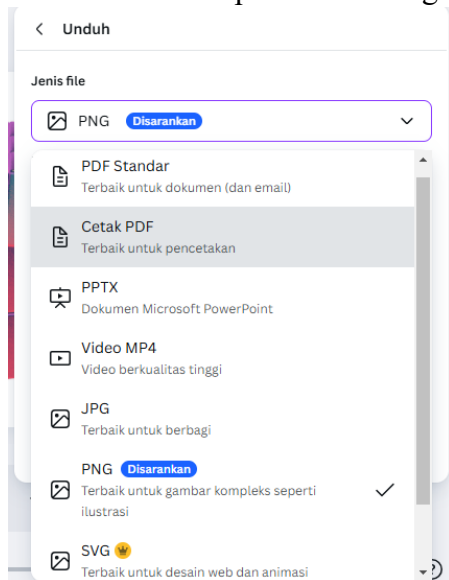 Unduh
Jenis file
PNG Disarankan
PDF Standar
Terbaik untuk dokumen (dan email)
Cetak PDF
Terbaik untuk pencetakan
PPTX
Dokumen Microsoft PowerPoint
Video MP4
Video berkualitas tinggi
JPG
Terbaik untuk berbagi
PNG Disarankan
Terbaik untuk gambar kompleks seperti
ilustrasi
SVG
Terbaik untuk desain web dan animasi